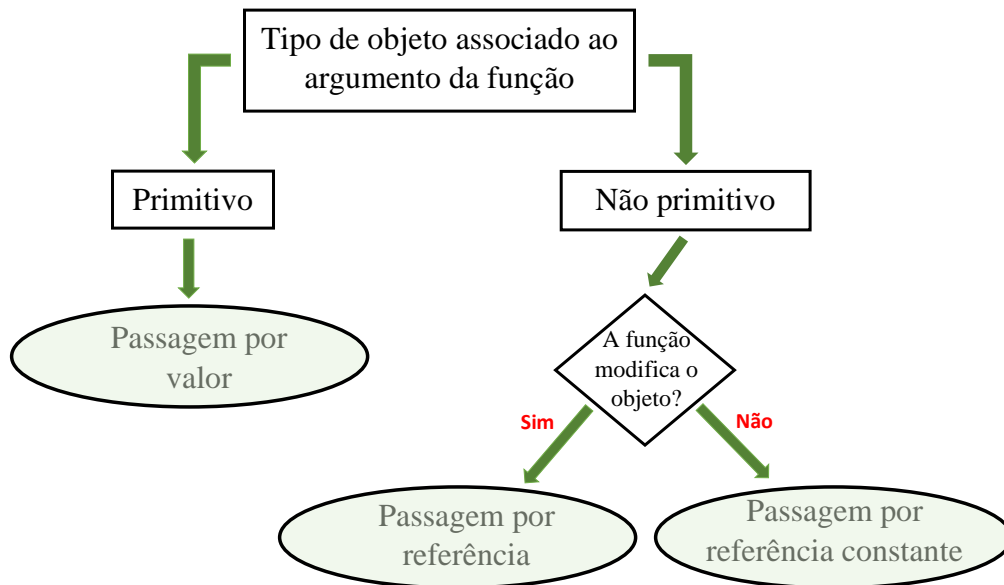 Tipo de objeto associado ao
argumento da função
Primitivo
Não primitivo
Passagem por
valor
A função
modifica o
objeto?
Sim
Não
Passagem por
referência
Passagem por
referência constante